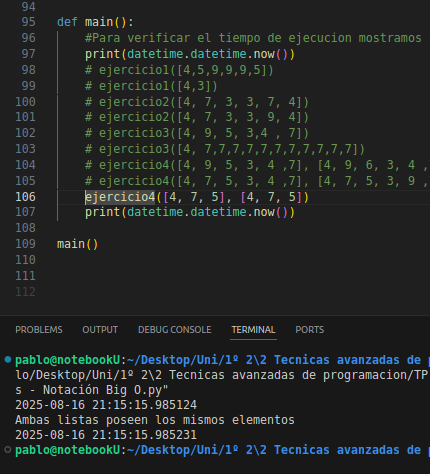 94
95 def main():
96 #Para verificar el tiempo de ejecucion mostramos
97 print(datetime.datetime.now())
98 # ejercicio1([4,5,9,9,9,5])
99 # ejercicio1([4,3])
100 # ejercicio2([4, 7, 3, 3, 7, 4])
101 # ejercicio2([4, 7, 3, 3, 9, 4])
102 # ejercicio3([4, 9, 5, 3,4 , 7])
103 # ejercicio3([4, 7,7,7,7,7,7,7,7,7,7,7])
104 # ejercicio4([4, 9, 5, 3, 4 ,7], [4, 9, 6, 3, 4 ,
105 # ejercicio4([4, 7, 5, 3, 4 ,7], [4, 7, 5, 3, 9 ,
106 ejercicio4([4, 7, 5], [4, 7, 5])
107 print(datetime.datetime.now())
108
109 main()
110
111
112
PROBLEMS OUTPUT DEBUG CONSOLE TERMINAL PORTS
pablo@notebookU:~/Desktop/Uni/1º 2\2 Tecnicas avanzadas de
lo/Desktop/Uni/1º 2\2 Tecnicas avanzadas de programacion/TP
s - Notación Big O.py"
2025-08-16 21:15:15.985124
Ambas listas poseen los mismos elementos
2025-08-16 21:15:15.985231
pablo@notebookU:~/Desktop/Uni/1º 2\2 Tecnicas avanzadas de